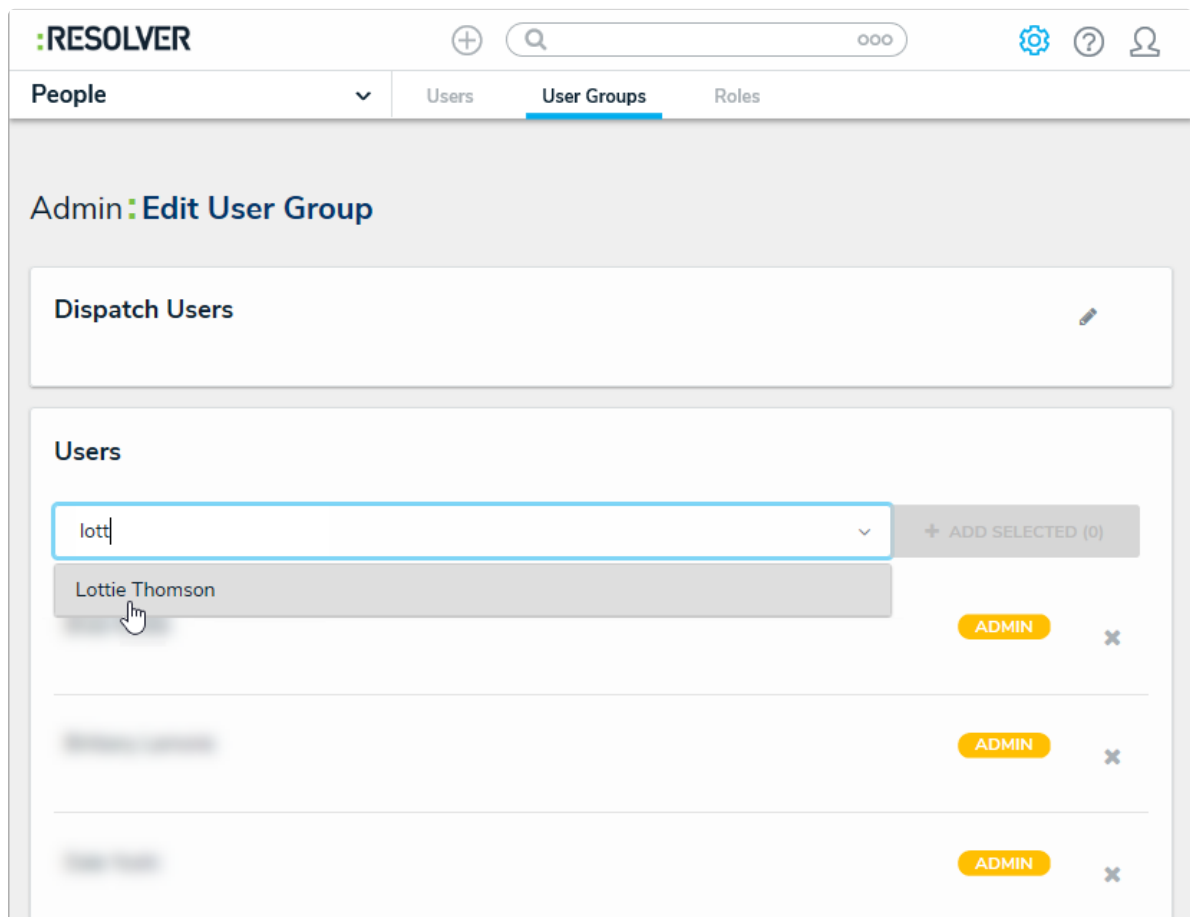 :RESOLVER
ooo
People
Users User Groups Roles
Admin:Edit User Group
Dispatch Users
Users
lott
+ ADD SELECTED (0)
Lottie Thomson
ADMIN
ADMIN
ADMIN